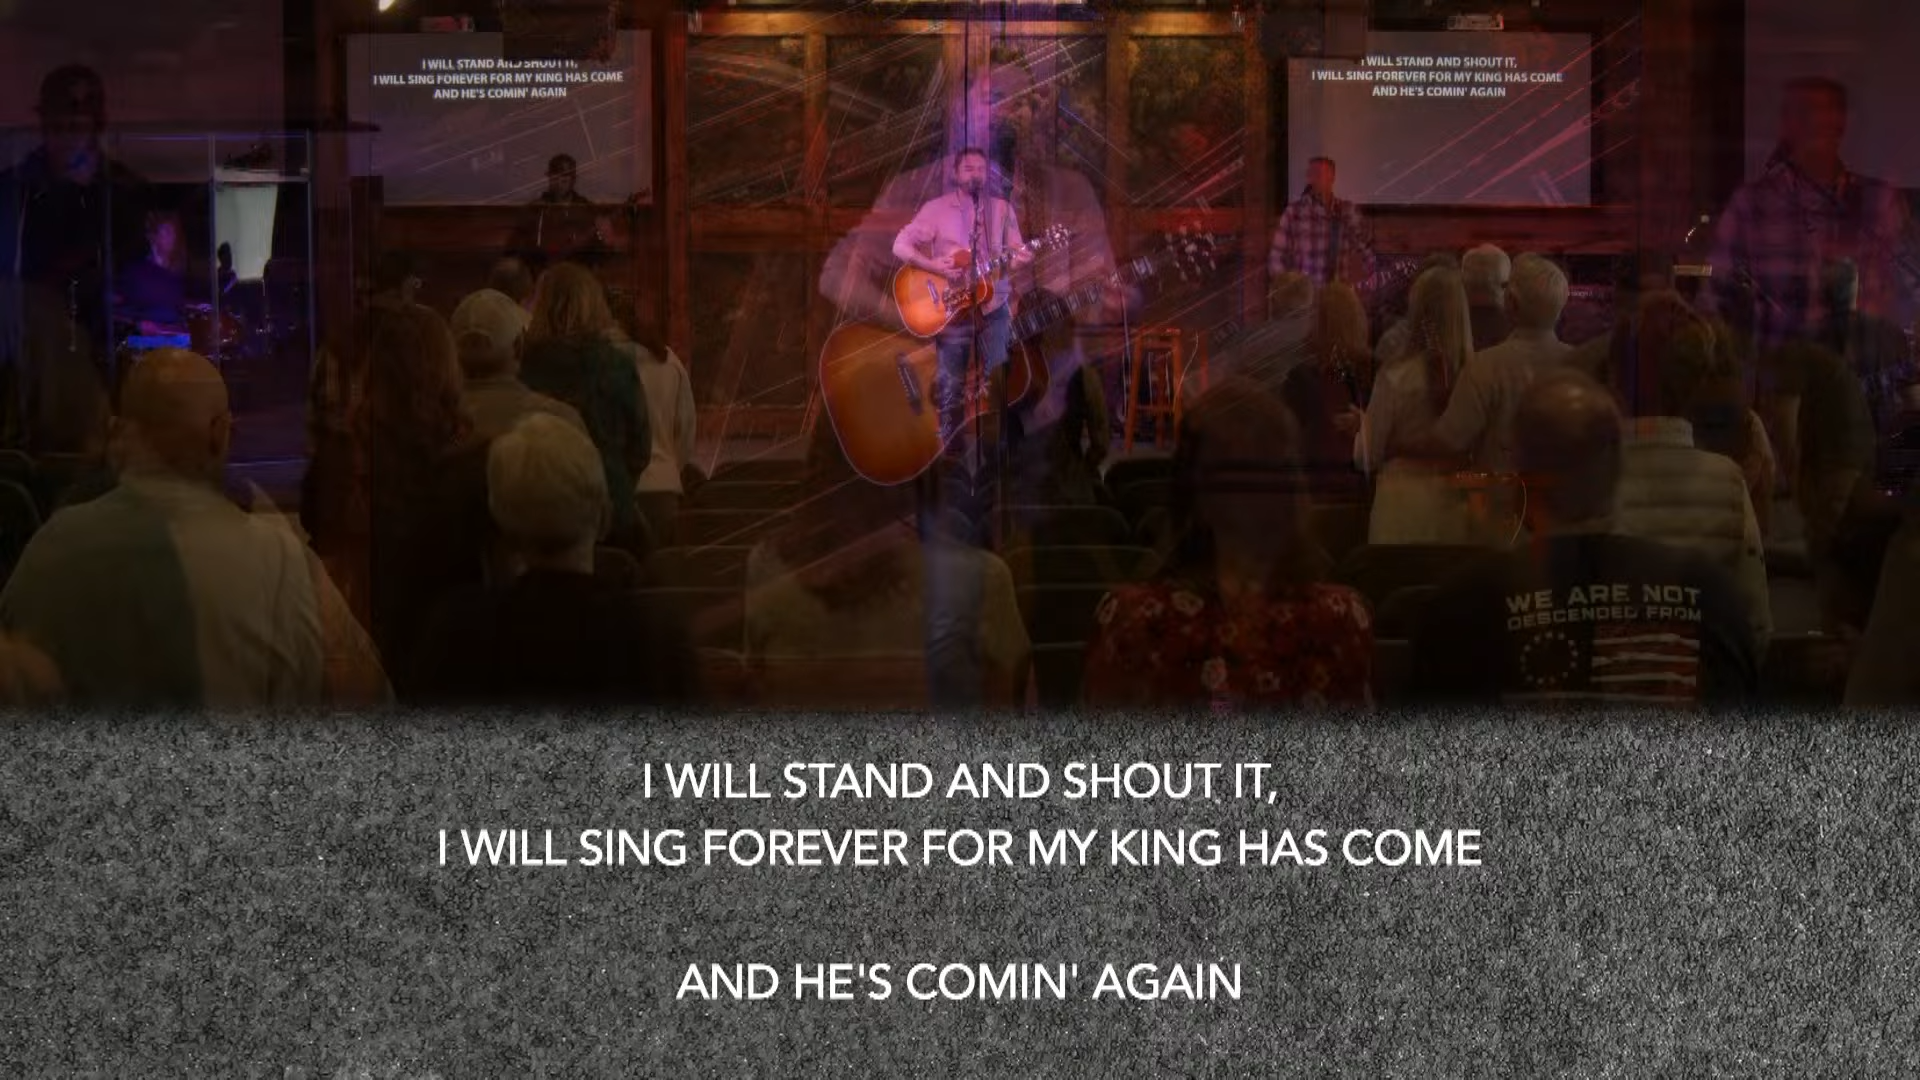 I WILL STAND AND SHOUT IT,
I WILL SING FOREVER FOR MY KING HAS COME
AND HE'S COMIN' AGAIN
I WILL STAND AND SHOUT IT,
I WILL SING FOREVER FOR MY KING HAS COME
AND HE'S COMIN' AGAIN
WE ARE NOT
DESCENDED FROM
I WILL STAND AND SHOUT IT,
I WILL SING FOREVER FOR MY KING HAS COME
AND HE'S COMIN' AGAIN